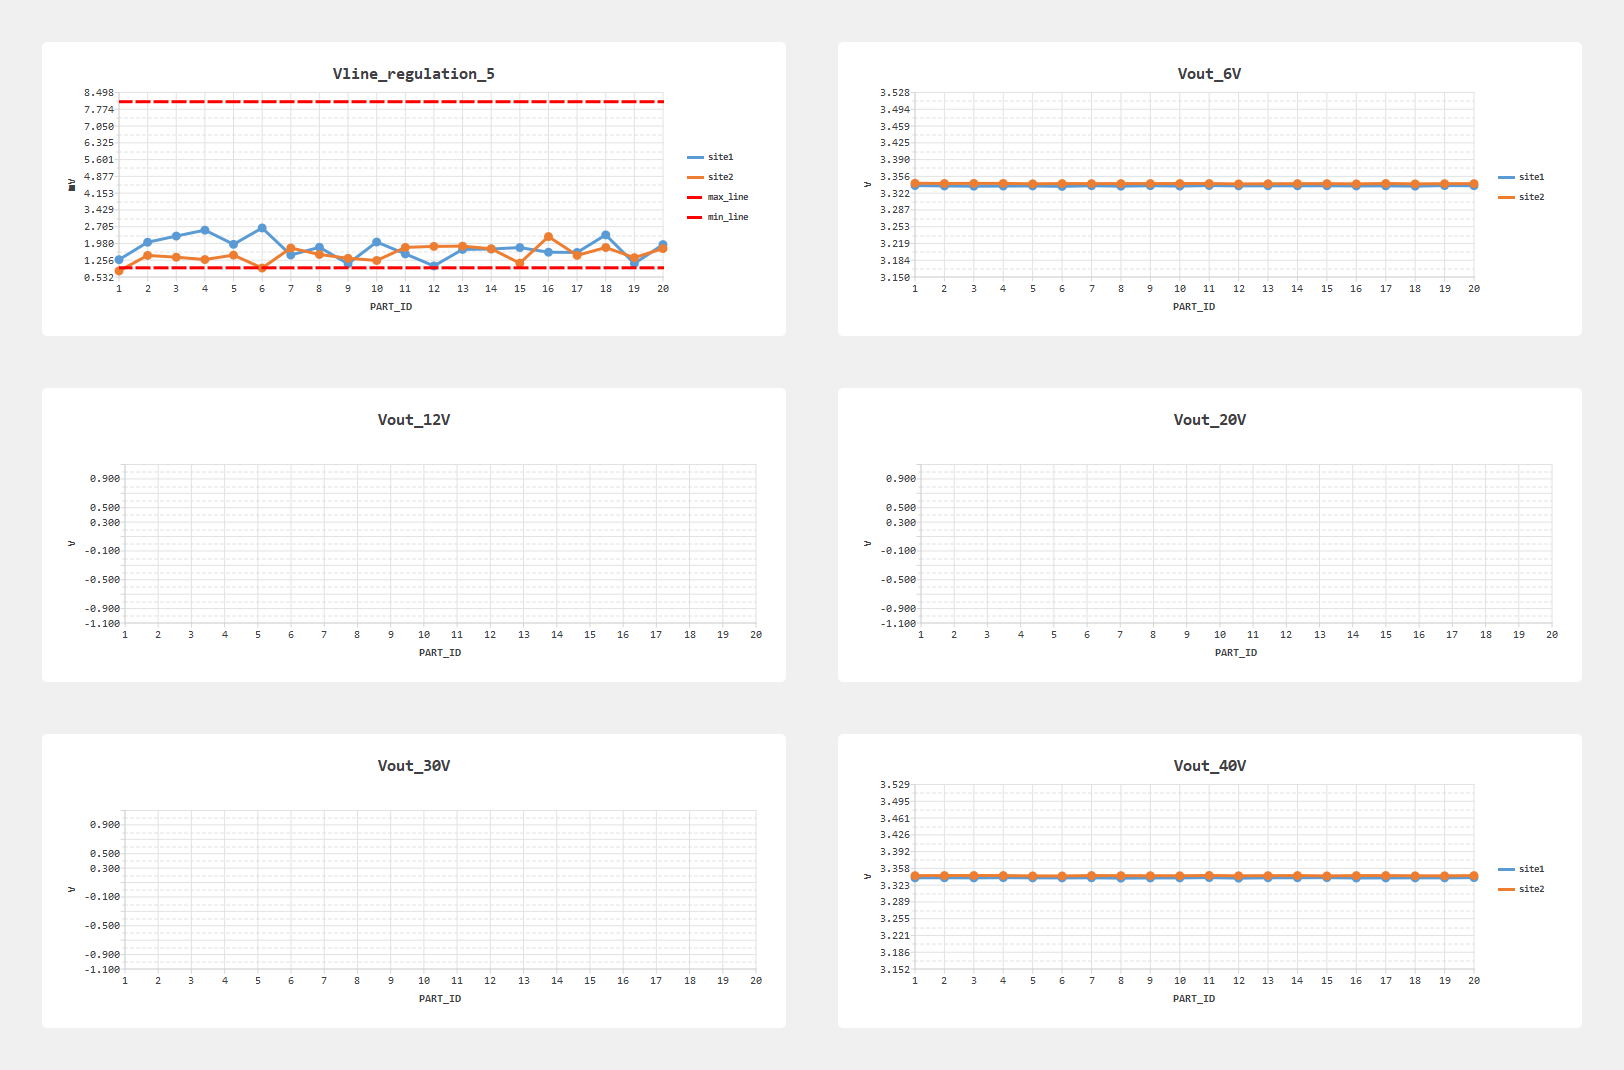 Vline_regulation_5
8.498
7.774
7.050
6.325
5.601
4.877
4.153
3.429
2.705
1.980
1.256
0.532
mV
1 2 3 4 5 6 7 8 9 10 11 12 13 14 15 16 17 18 19 20
PART_ID
site1
site2
max_line
min_line
Vout_6V
3.528
3.494
3.459
3.425
3.390
3.356
3.322
3.287
3.253
3.219
3.184
3.150
V
1 2 3 4 5 6 7 8 9 10 11 12 13 14 15 16 17 18 19 20
PART_ID
site1
site2
Vout_12V
0.900
0.500
0.300
-0.100
-0.500
-0.900
-1.100
V
1 2 3 4 5 6 7 8 9 10 11 12 13 14 15 16 17 18 19 20
PART_ID
Vout_20V
0.900
0.500
0.300
-0.100
-0.500
-0.900
-1.100
V
1 2 3 4 5 6 7 8 9 10 11 12 13 14 15 16 17 18 19 20
PART_ID
Vout_30V
0.900
0.500
0.300
-0.100
-0.500
-0.900
-1.100
V
1 2 3 4 5 6 7 8 9 10 11 12 13 14 15 16 17 18 19 20
PART_ID
Vout_40V
3.529
3.495
3.461
3.426
3.392
3.358
3.323
3.289
3.255
3.221
3.186
3.152
V
1 2 3 4 5 6 7 8 9 10 11 12 13 14 15 16 17 18 19 20
PART_ID
site1
site2